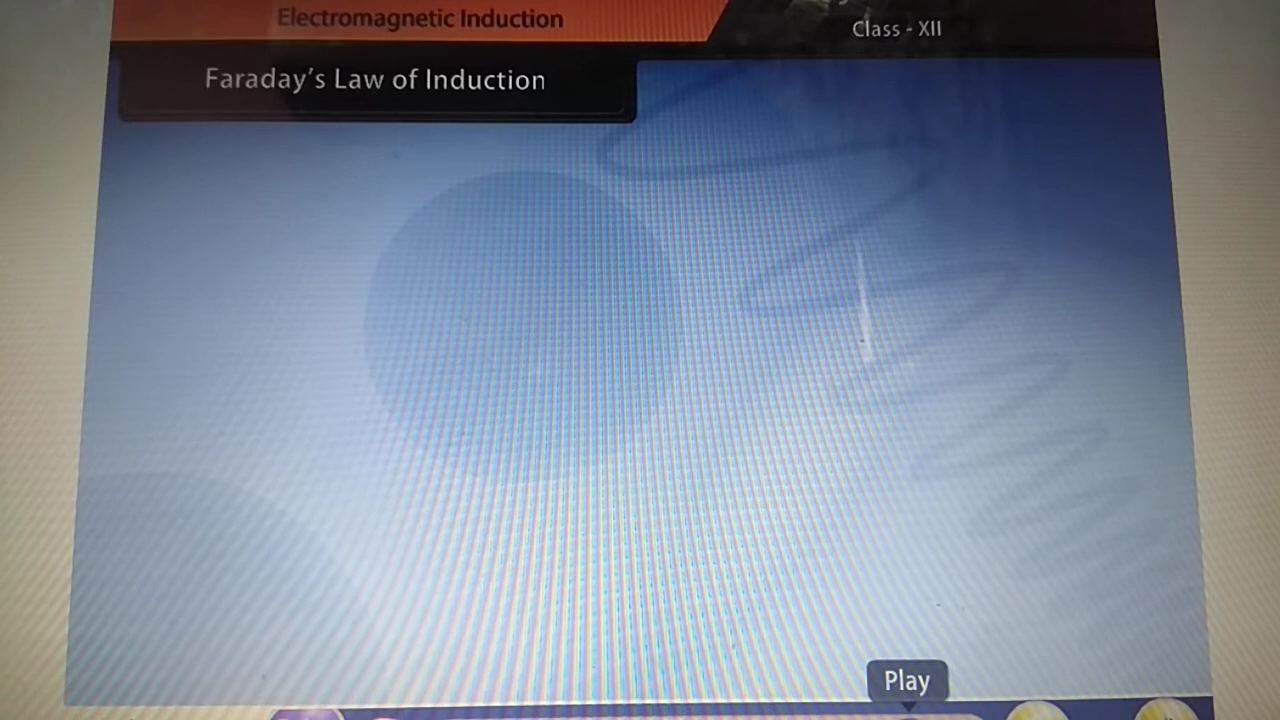 Electromagnetic Induction
Class - XII
Faraday's Law of Induction
Play